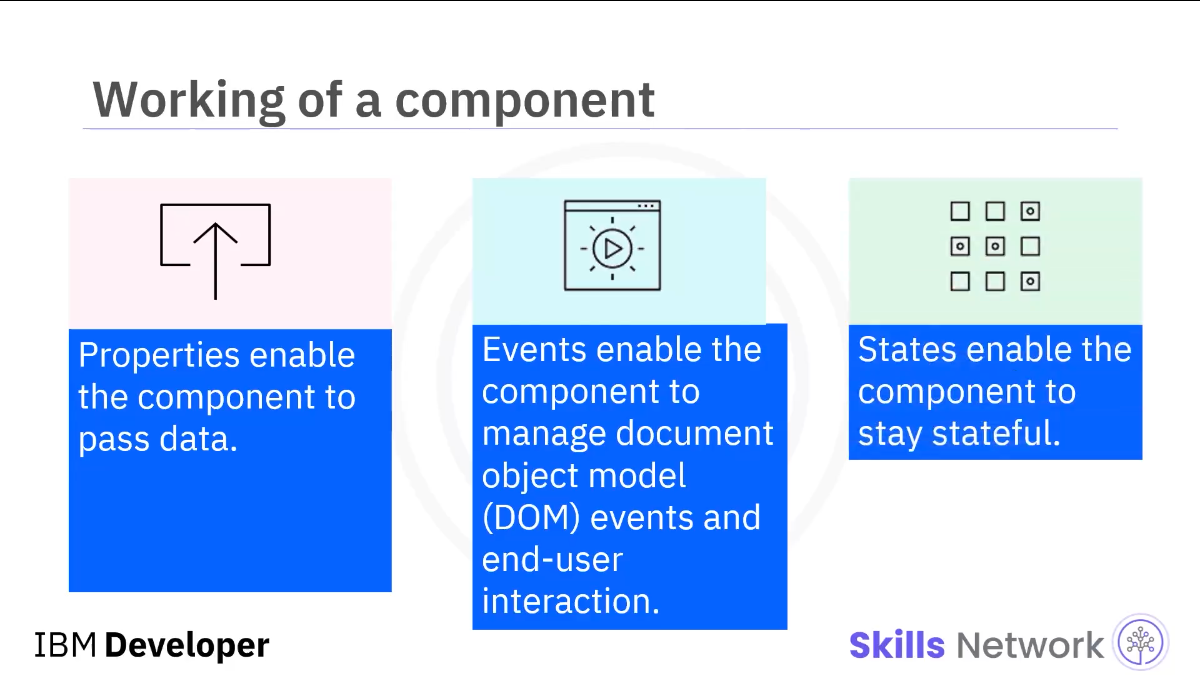 Working of a component
Properties enable
the component to
pass data.
Events enable the
component to
manage document
object model
(DOM) events and
end-user
interaction.
States enable the
component to
stay stateful.
IBM Developer
Skills Network